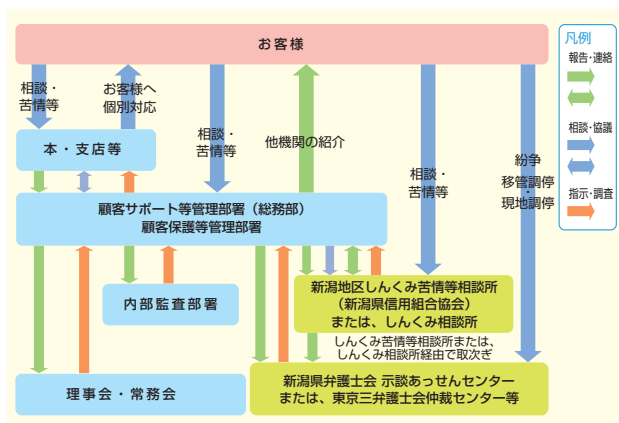 お客様
凡例
報告・連絡
相談・協議
指示・調査
相談・
苦情等
お客様へ
個別対応
相談・
苦情等
他機関の紹介
相談・
苦情等
紛争
移管調停
・
現地調停
本・支店等
顧客サポート等管理部署（総務部）
顧客保護等管理部署
内部監査部署
新潟地区しんくみ苦情等相談所
（新潟県信用組合協会）
または、しんくみ相談所
しんくみ苦情等相談所または、
しんくみ相談所経由で取次ぎ
理事会・常務会
新潟県弁護士会 示談あっせんセンター
または、東京三弁護士会仲裁センター等